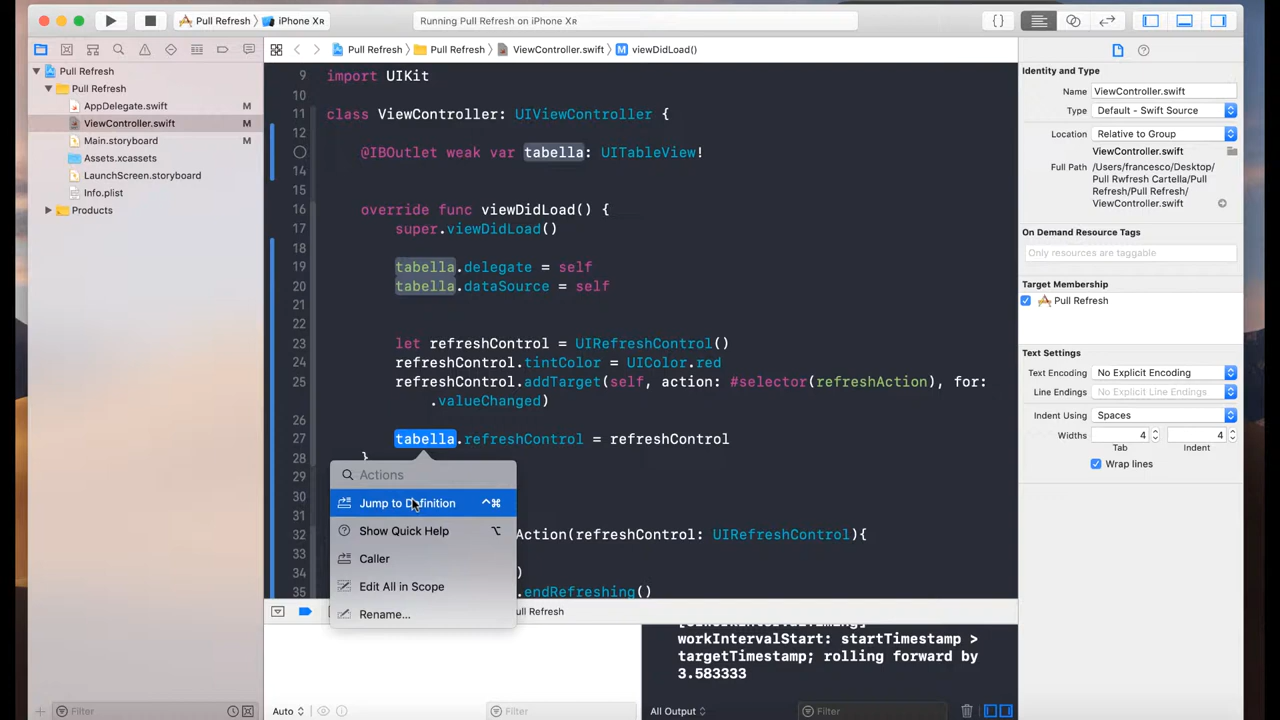 Pull Refresh
iPhone XR
Running Pull Refresh on iPhone XR
{}
Pull Refresh
Pull Refresh
AppDelegate.swift
M
ViewController.swift
M
Main.storyboard
M
Assets.xcassets
LaunchScreen.storyboard
Info.plist
Products
Filter
Pull Refresh
Pull Refresh
ViewController.swift
M
viewDidLoad()
9 import UIKit
10
11 class ViewController: UIViewController {
12
@IBOutlet weak var tabella: UITableView!
14
15
16 override func viewDidLoad() {
17 super.viewDidLoad()
18
19 tabella.delegate = self
20 tabella.dataSource = self
21
22
23 let refreshControl = UIRefreshControl()
24 refreshControl.tintColor = UIColor.red
25 refreshControl.addTarget(self, action: #selector(refreshAction), for:
.valueChanged)
26
27 tabella.refreshControl = refreshControl
28 }
29
30
31
32 Action(refreshControl: UIRefreshControl){
33
34 )
35 .endRefreshing()
Actions
Jump to Definition ^⌘
Show Quick Help ⌥
Caller
Edit All in Scope
Rename...
ull Refresh
workIntervalStart: startTimestamp >
targetTimestamp; rolling forward by
3.583333
Auto
Filter
All Output
Filter
Identity and Type
Name ViewController.swift
Type Default - Swift Source
Location Relative to Group
ViewController.swift
Full Path /Users/francesco/Desktop/
Pull Rwfresh Cartella/Pull
Refresh/Pull Refresh/
ViewController.swift
On Demand Resource Tags
Only resources are taggable
Target Membership
Pull Refresh
Text Settings
Text Encoding No Explicit Encoding
Line Endings No Explicit Line Endings
Indent Using Spaces
Widths 4 4
Tab Indent
Wrap lines